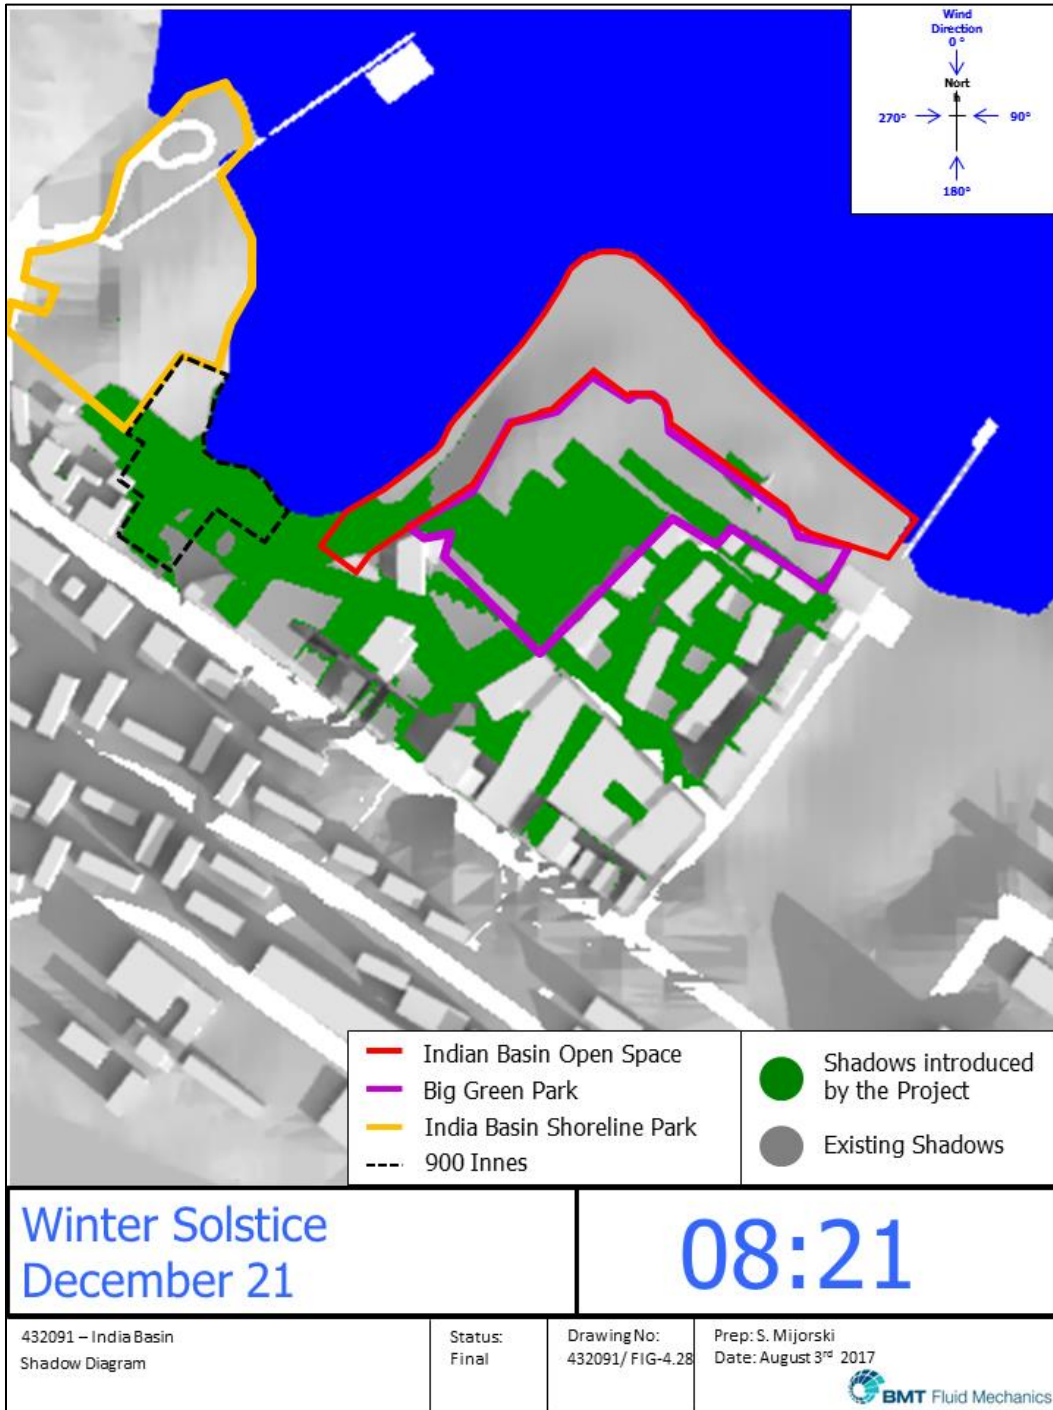 Wind
Direction
0 °
Nort
h
270°
90°
180°
Indian Basin Open Space
Big Green Park
India Basin Shoreline Park
900 Innes
Shadows introduced
by the Project
Existing Shadows
Winter Solstice
December 21
08:21
432091 – India Basin
Shadow Diagram
Status:
Final
Drawing No:
432091/ FIG-4.28
Prep: S. Mijorski
Date: August 3rd 2017
BMT Fluid Mechanics